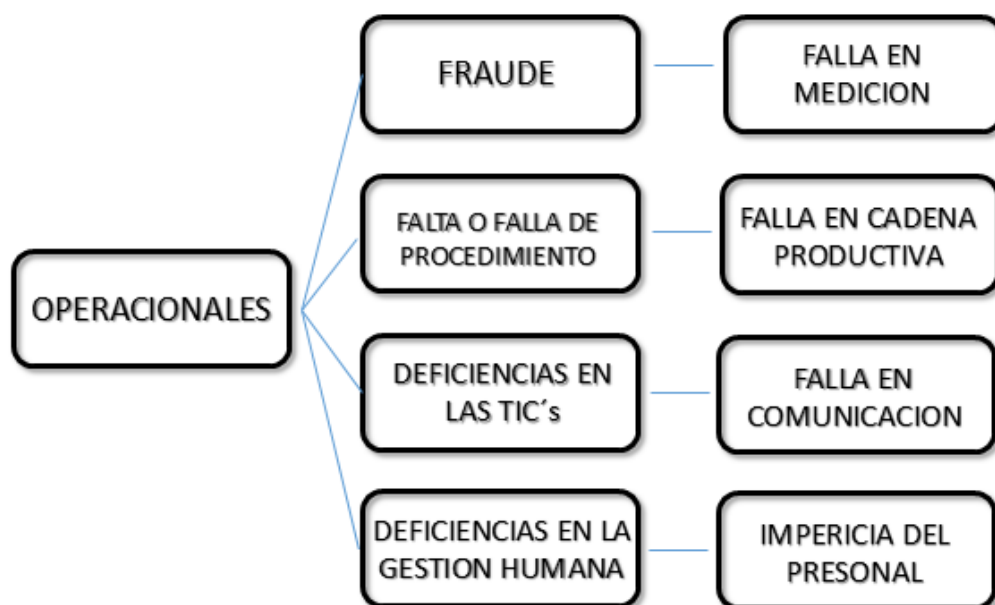 OPERACIONALES
FRAUDE
FALLA EN
MEDICION
FALTA O FALLA DE
PROCEDIMIENTO
FALLA EN CADENA
PRODUCTIVA
DEFICIENCIAS EN
LAS TIC´s
FALLA EN
COMUNICACION
DEFICIENCIAS EN LA
GESTION HUMANA
IMPERICIA DEL
PRESONAL